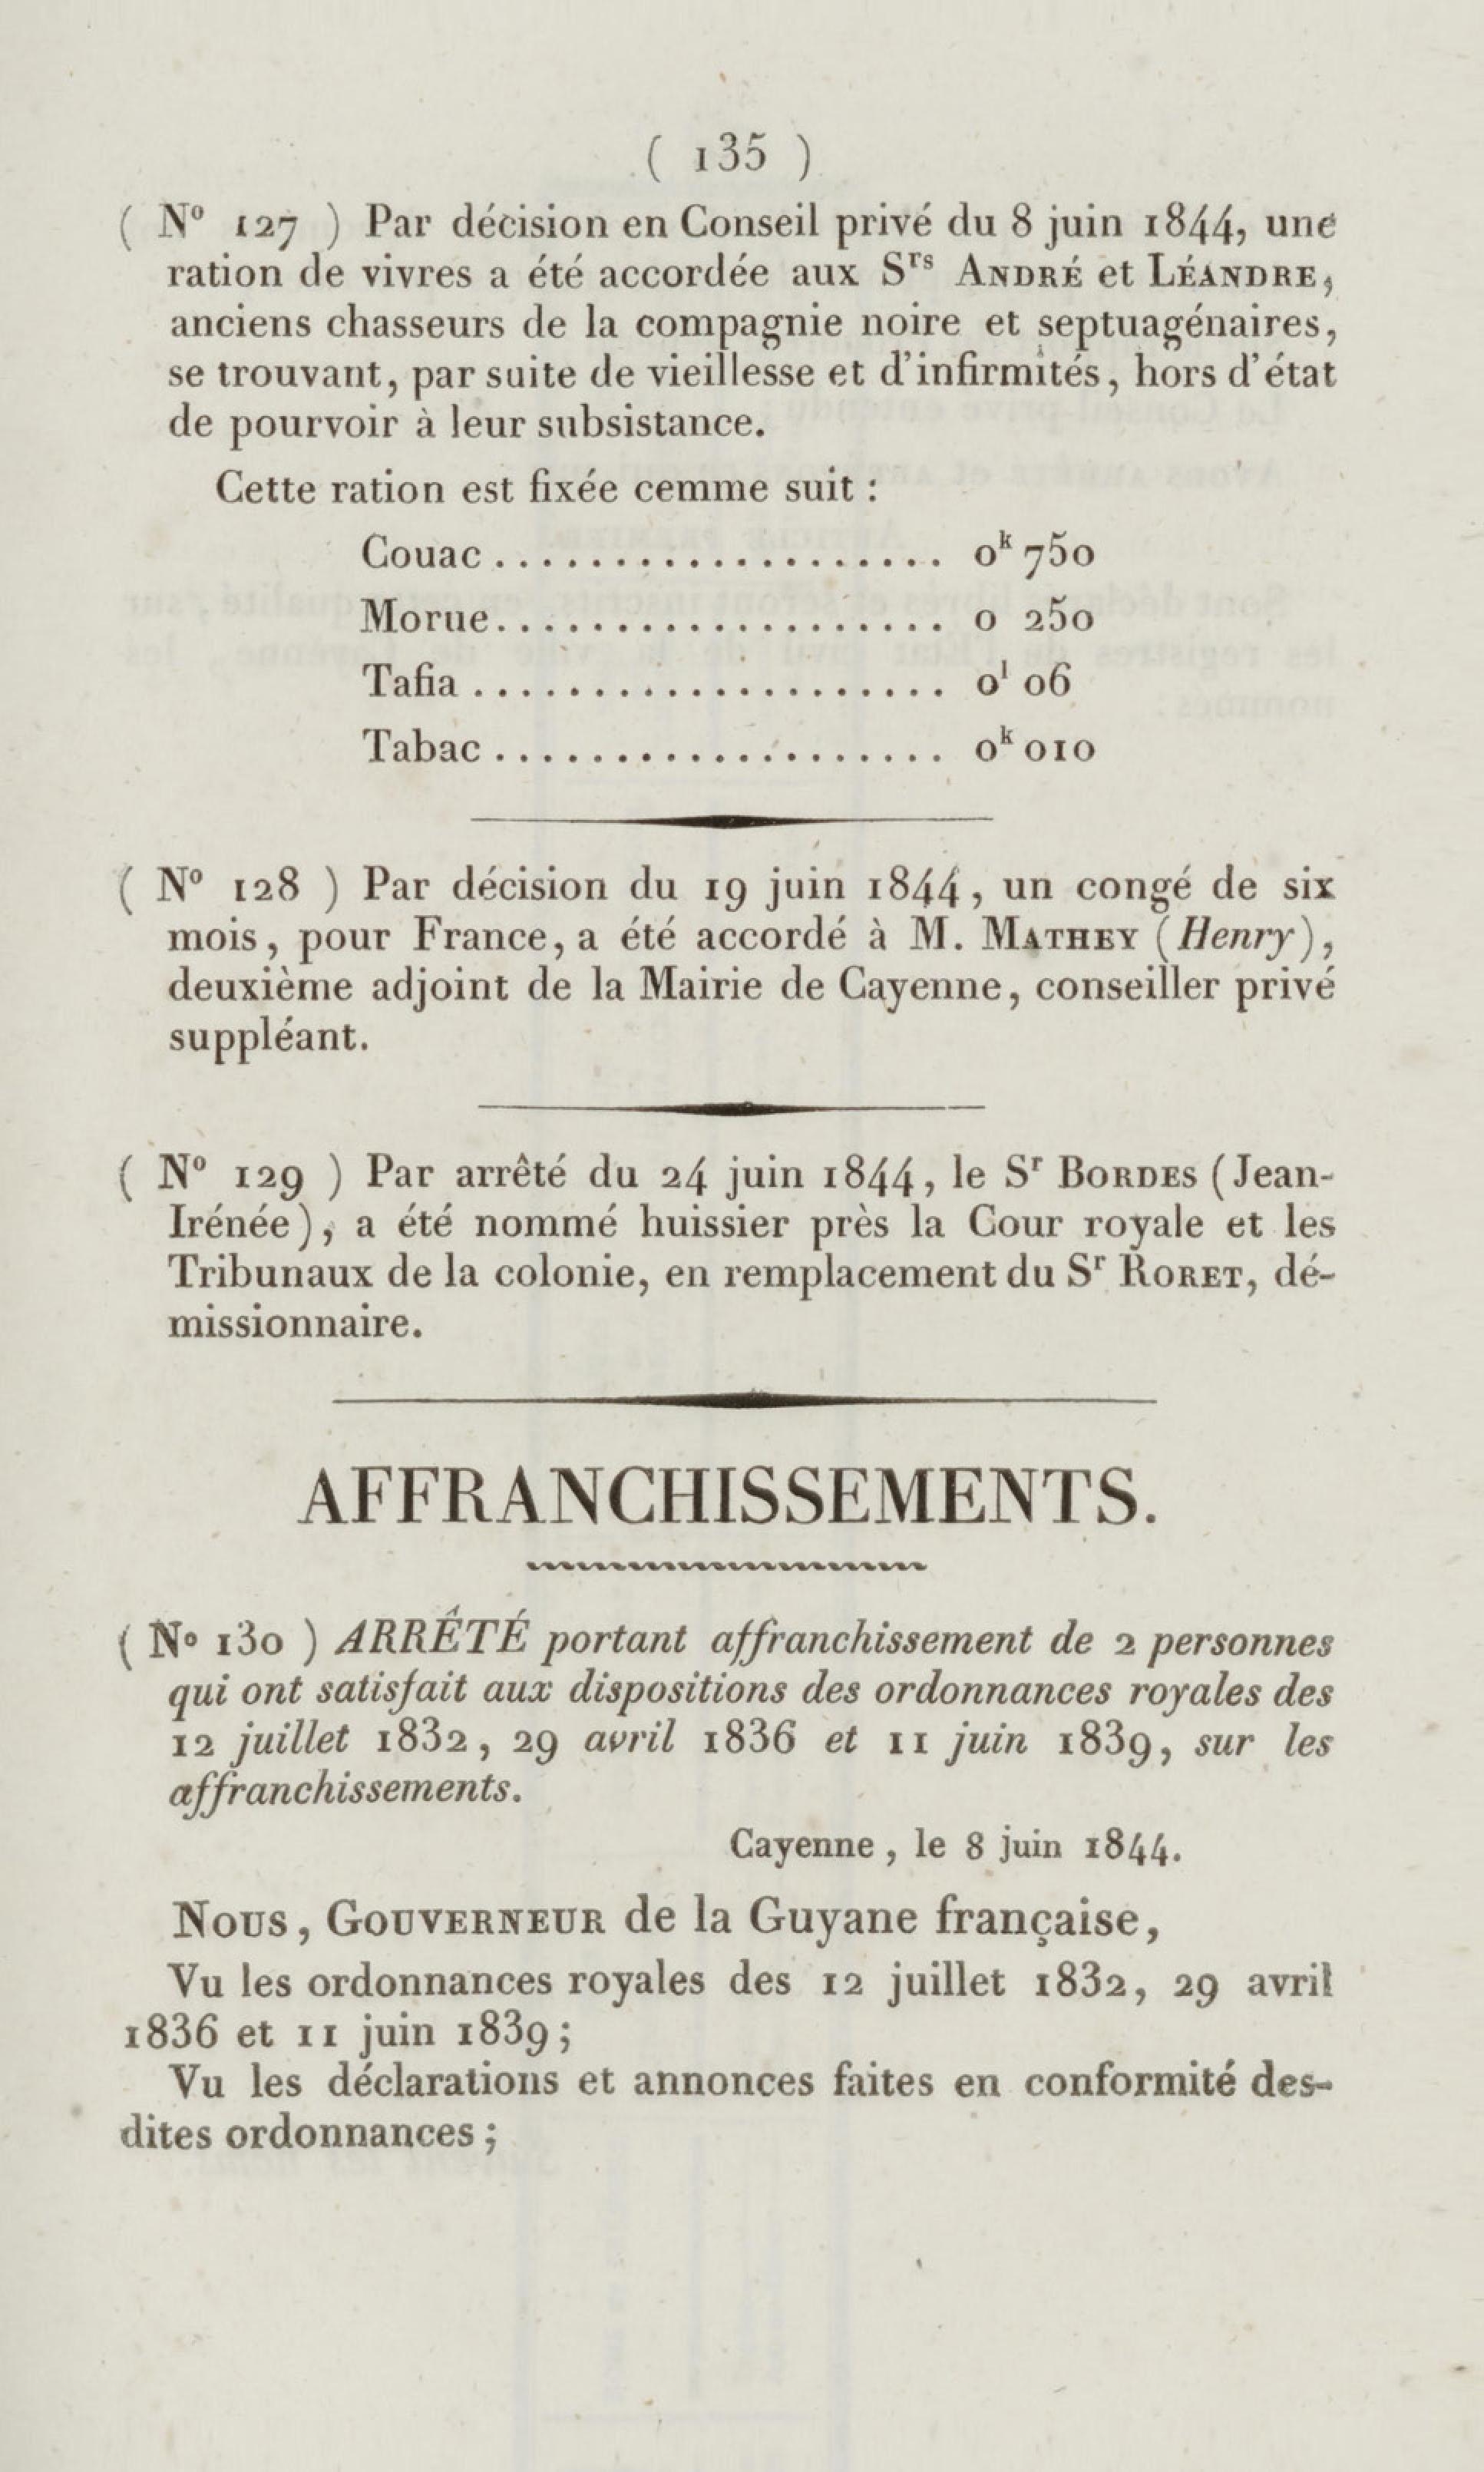 ( 135 )
( Nº 127 ) Par décision en Conseil privé du 8 juin 1844, une
ration de vivres a été accordée aux Sʳˢ ANDRÉ et LÉANDRE,
anciens chasseurs de la compagnie noire et septuagénaires,
se trouvant, par suite de vieillesse et d'infirmités, hors d'état
de pourvoir à leur subsistance.
Cette ration est fixée cemme suit :
Couac.................... 0ᵏ 750
Morue.................... 0 250
Tafia..................... 0ˡ 06
Tabac.................... 0ᵏ 010
( Nº 128 ) Par décision du 19 juin 1844, un congé de six
mois, pour France, a été accordé à M. MATHEY (Henry),
deuxième adjoint de la Mairie de Cayenne, conseiller privé
suppléant.
( Nº 129 ) Par arrêté du 24 juin 1844, le Sʳ BORDES (Jean-
Irénée), a été nommé huissier près la Cour royale et les
Tribunaux de la colonie, en remplacement du Sʳ RORET, dé-
missionnaire.
AFFRANCHISSEMENTS.
( Nº 130 ) ARRÊTÉ portant affranchissement de 2 personnes
qui ont satisfait aux dispositions des ordonnances royales des
12 juillet 1832, 29 avril 1836 et 11 juin 1839, sur les
affranchissements.
Cayenne, le 8 juin 1844.
NOUS, GOUVERNEUR de la Guyane française,
Vu les ordonnances royales des 12 juillet 1832, 29 avril
1836 et 11 juin 1839;
Vu les déclarations et annonces faites en conformité des-
dites ordonnances;